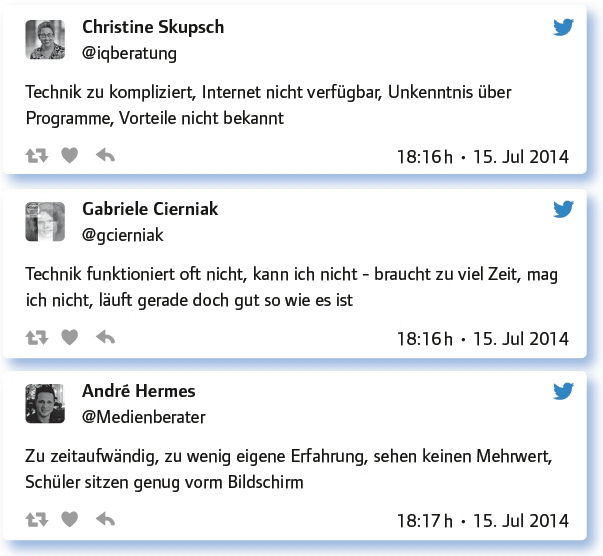 Christine Skupsch
@iqberatung
Technik zu kompliziert, Internet nicht verfügbar, Unkenntnis über
Programme, Vorteile nicht bekannt
18:16 h • 15. Jul 2014
Gabriele Cierniak
@gcierniak
Technik funktioniert oft nicht, kann ich nicht – braucht zu viel Zeit, mag
ich nicht, läuft gerade doch gut so wie es ist
18:16 h • 15. Jul 2014
André Hermes
@Medienberater
Zu zeitaufwändig, zu wenig eigene Erfahrung, sehen keinen Mehrwert,
Schüler sitzen genug vorm Bildschirm
18:17 h • 15. Jul 2014